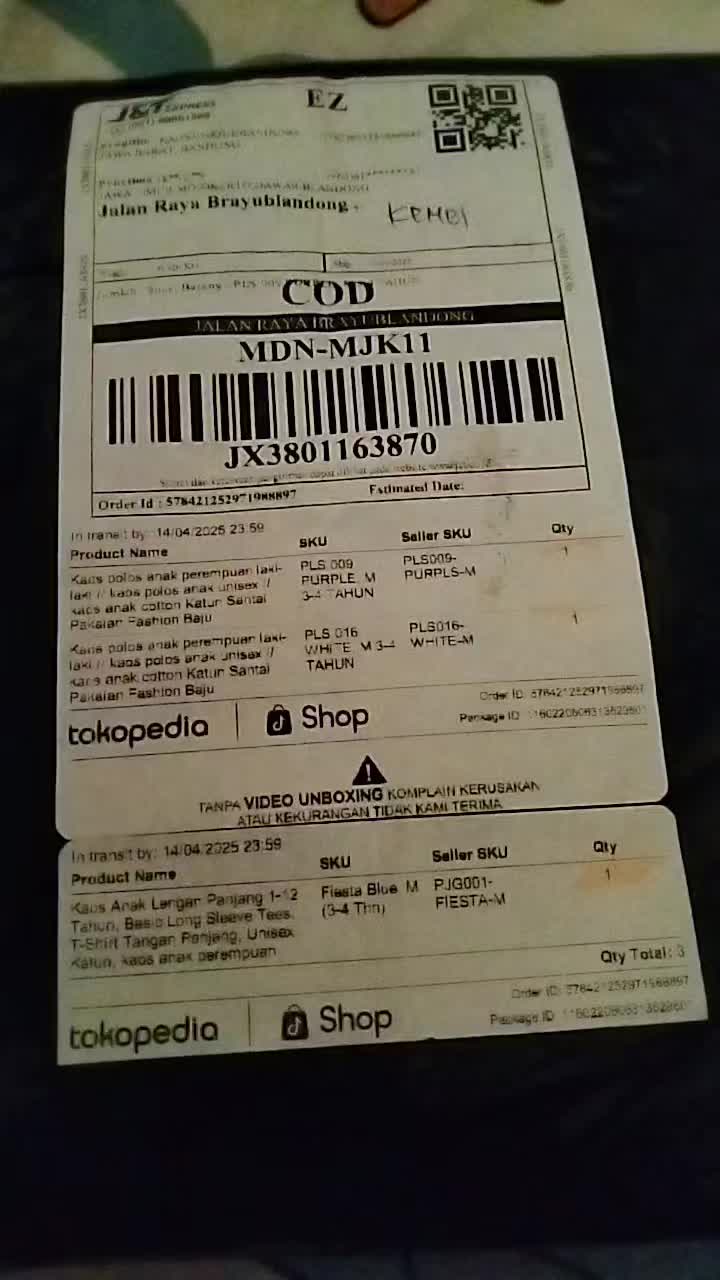 J&T EXPRESS
EZ
JAWA BARAT, BANDUNG
Jalan Raya Brayublandong,
COD
JALAN RAYA BRAYUBLANDONG
MDN-MJK11
JX3801163870
Order Id : 578421252971988897
Estimated Date:
In transit by: 14/04/2025 23:59
Product Name SKU Seller SKU Qty
Kaos polos anak perempuan laki- PLS 009 PLS009- 1
laki // kaos polos anak unisex // PURPLE, M PURPLS-M
kaos anak cotton Katun Santai 3-4 TAHUN
Pakaian Fashion Baju
Kaos polos anak perempuan laki- PLS 016 PLS016- 1
laki // kaos polos anak unisex // WHITE, M 3-4 WHITE-M
kaos anak cotton Katun Santai TAHUN
Pakaian Fashion Baju
tokopedia Shop
Order ID:
Package ID:
TANPA VIDEO UNBOXING KOMPLAIN KERUSAKAN
ATAU KEKURANGAN TIDAK KAMI TERIMA
In transit by: 14/04/2025 23:59
Product Name SKU Seller SKU Qty
Kaos Anak Lengan Panjang 1-12 Fiesta Blue, M PJG001- 1
Tahun, Basic Long Sleeve Tees, (3-4 Thn) FIESTA-M
T-Shirt Tangan Panjang, Unisex
Katun, kaos anak perempuan
Qty Total: 3
tokopedia Shop
Order ID:
Package ID: